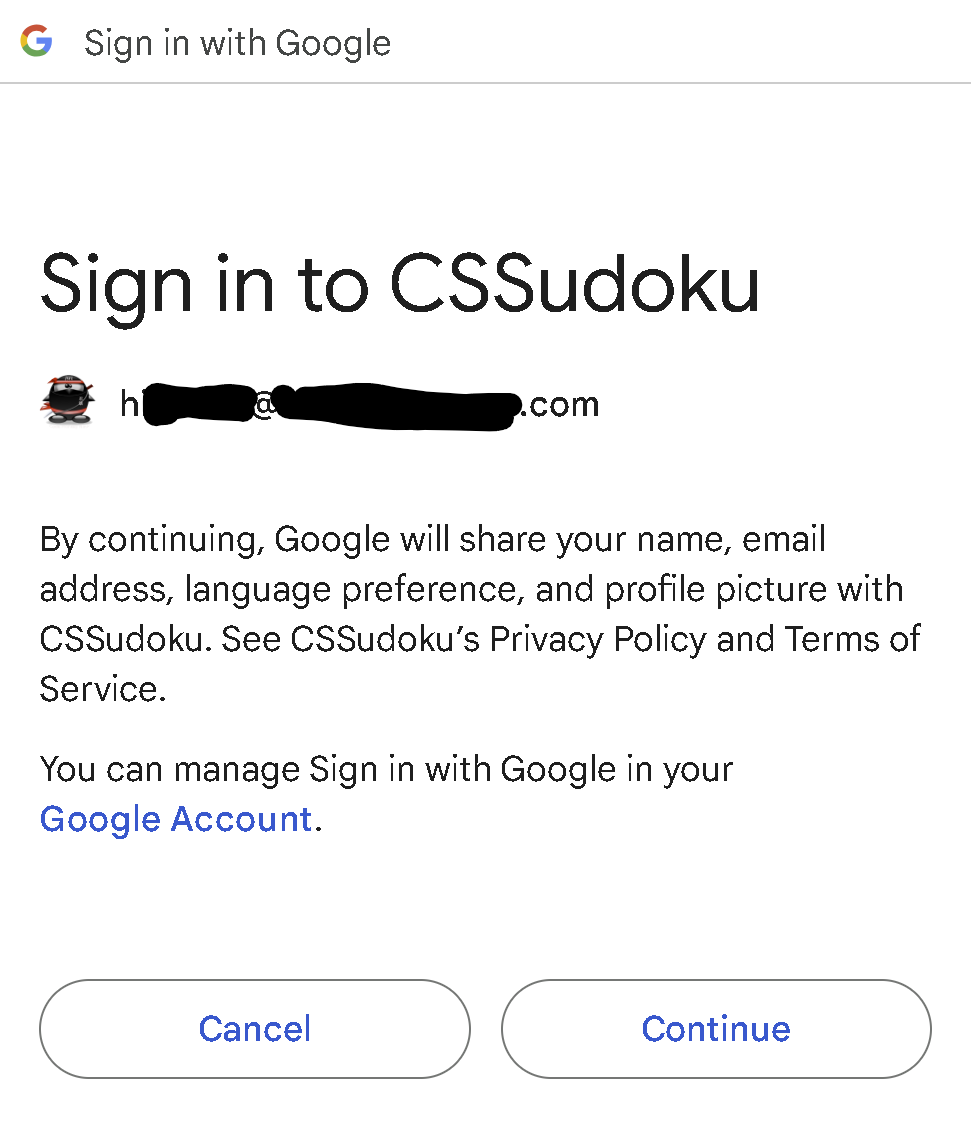 Sign in with Google
Sign in to CSSudoku
h @ .com
By continuing, Google will share your name, email
address, language preference, and profile picture with
CSSudoku. See CSSudoku’s Privacy Policy and Terms of
Service.
You can manage Sign in with Google in your
Google Account.
Cancel
Continue